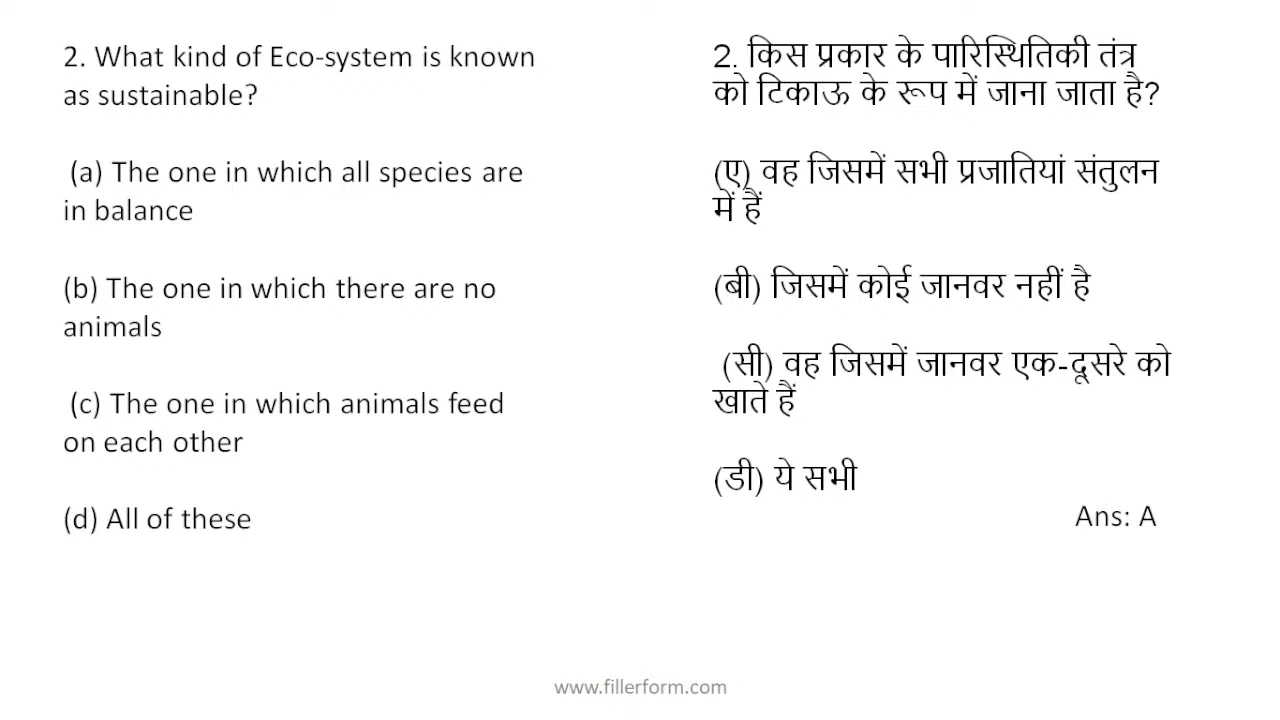 2. What kind of Eco-system is known
as sustainable?
(a) The one in which all species are
in balance
(b) The one in which there are no
animals
(c) The one in which animals feed
on each other
(d) All of these
2. किस प्रकार के पारिस्थितिकी तंत्र
को टिकाऊ के रूप में जाना जाता है?
(ए) वह जिसमें सभी प्रजातियां संतुलन
में हैं
(बी) जिसमें कोई जानवर नहीं है
(सी) वह जिसमें जानवर एक-दूसरे को
खाते हैं
(डी) ये सभी
Ans: A
www.fillerform.com